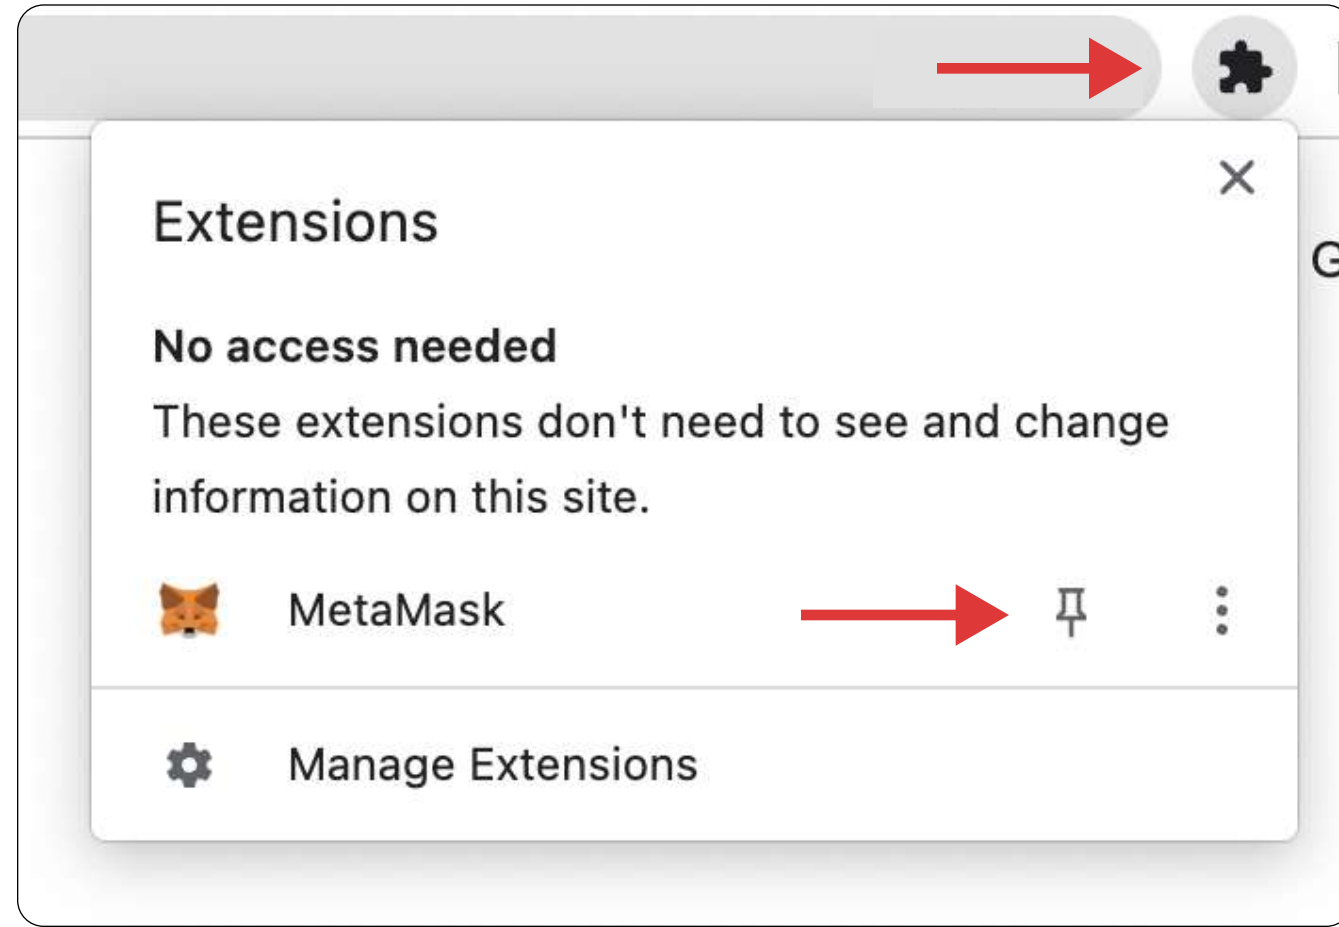 Extensions
G
No access needed
These extensions don't need to see and change
information on this site.
MetaMask
Manage Extensions